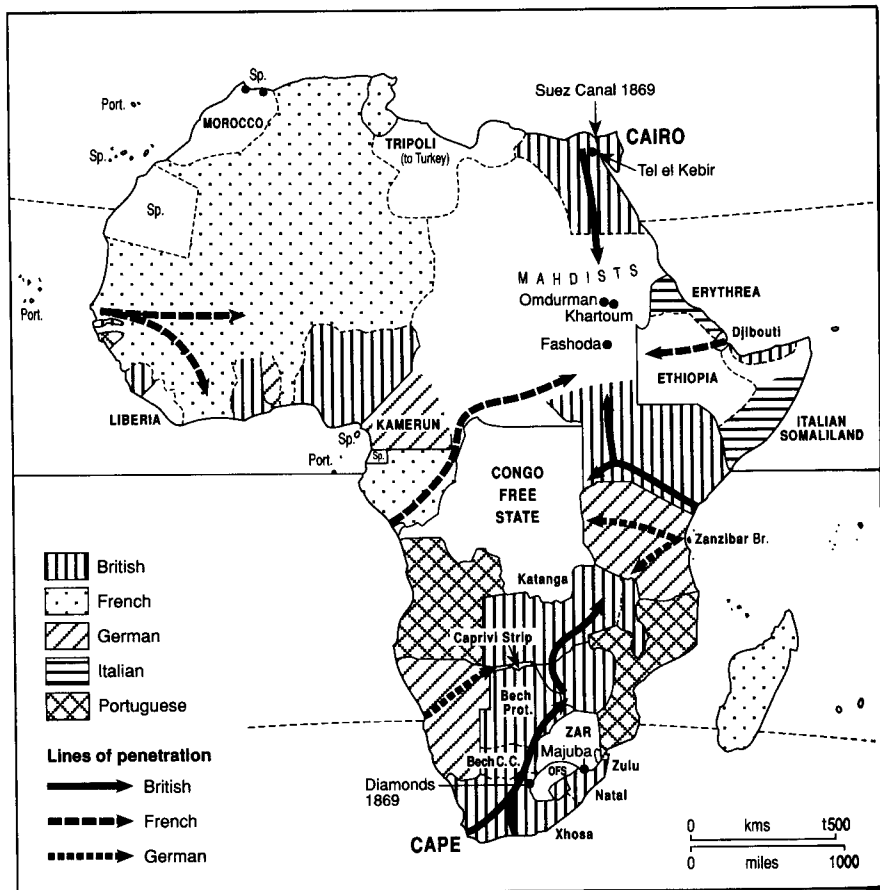 Sp.
Port.
MOROCCO
Sp.
Sp.
TRIPOLI
(to Turkey)
Suez Canal 1869
CAIRO
Tel el Kebir
MAHDISTS
Omdurman
Khartoum
ERYTHREA
Port.
Fashoda
Djibouti
ETHIOPIA
LIBERIA
KAMERUN
ITALIAN
SOMALILAND
Sp.
Sp.
Port.
CONGO
FREE
STATE
Zanzibar Br.
Katanga
Caprivi Strip
Bech
Prot.
ZAR
Majuba
Bech C.C.
OFS
Zulu
Diamonds
1869
Natal
CAPE
Xhosa
British
French
German
Italian
Portuguese
Lines of penetration
British
French
German
0 kms t500
0 miles 1000